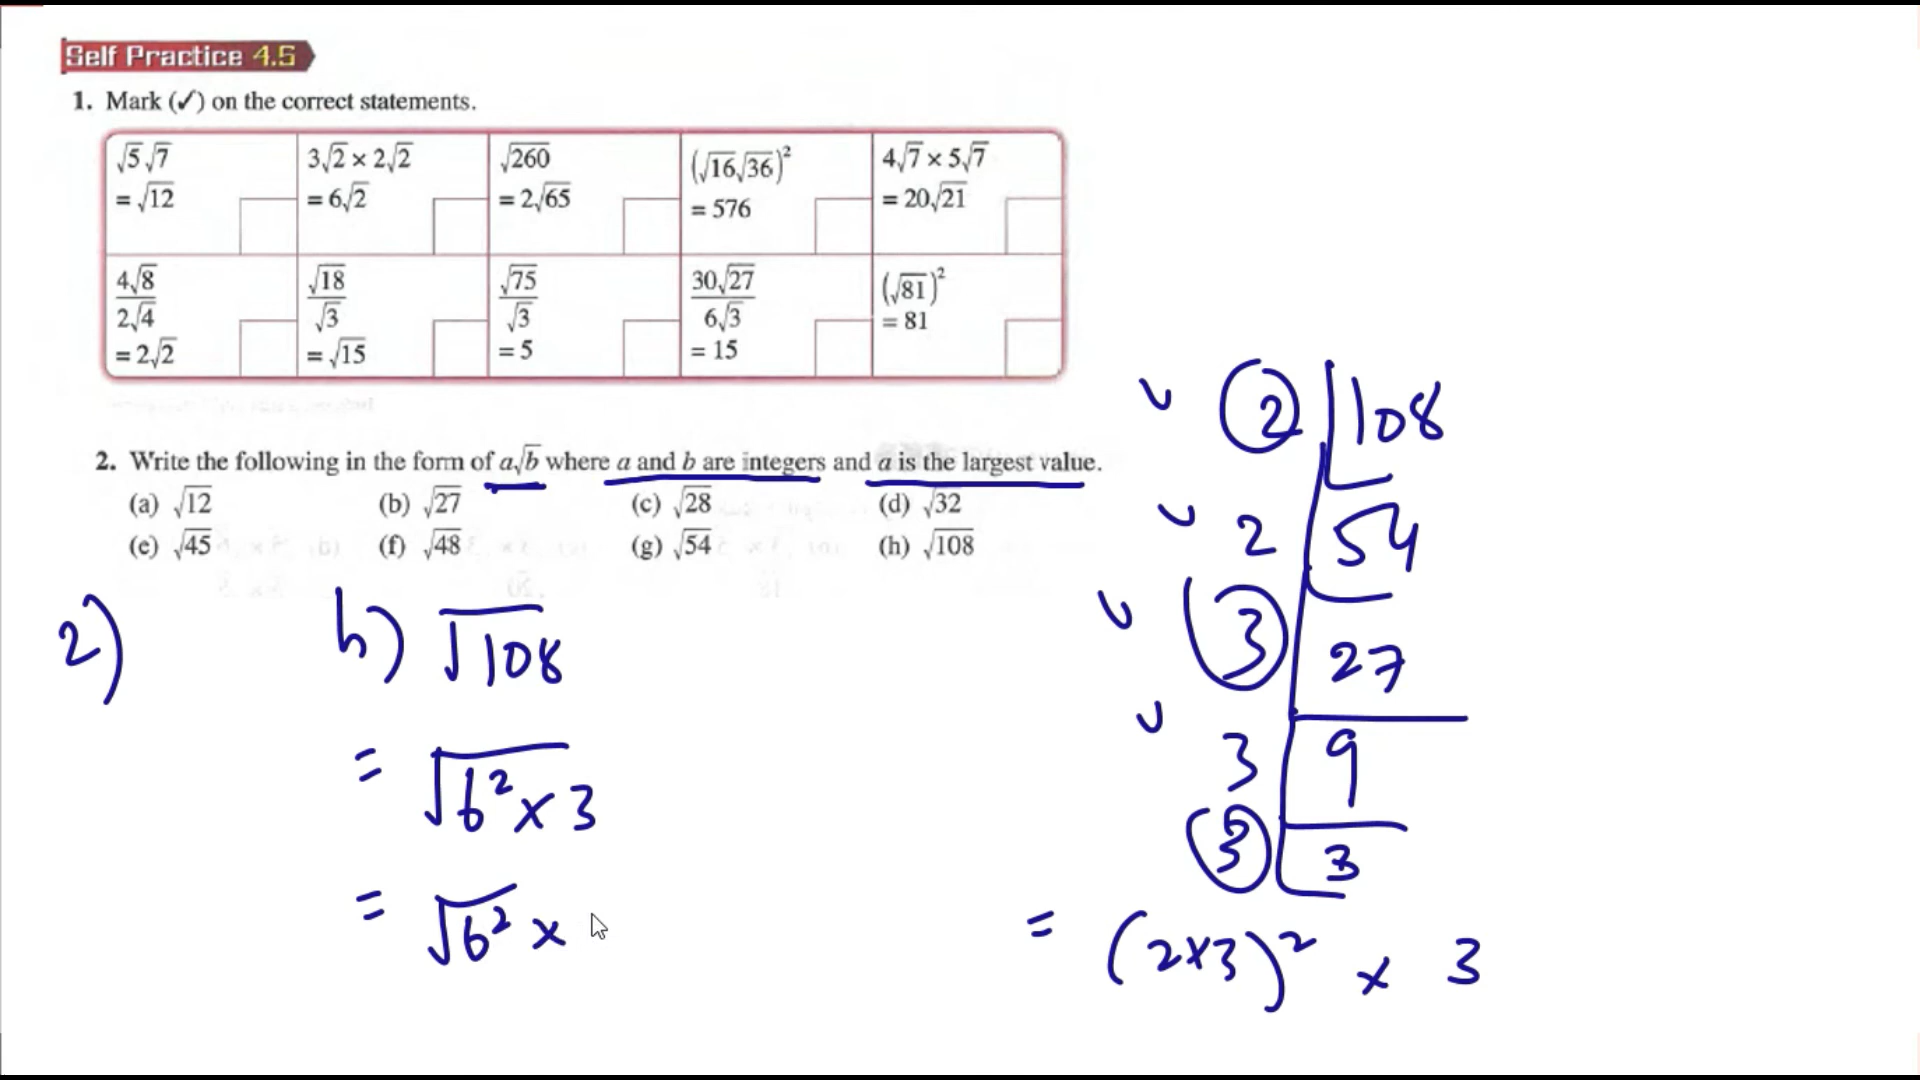 Self Practice 4.5
1. Mark (✓) on the correct statements.
√5√7 = √12
3√2 × 2√2 = 6√2
√260 = 2√65
(√16√36)² = 576
4√7 × 5√7 = 20√21
4√8/2√4 = 2√2
√18/√3 = √15
√75/√3 = 5
30√27/6√3 = 15
(√81)² = 81
2. Write the following in the form of a√b where a and b are integers and a is the largest value.
(a) √12 (b) √27 (c) √28 (d) √32
(e) √45 (f) √48 (g) √54 (h) √108
2) h) √108
= √6² × 3
= √6² ×
2 108
2 54
3 27
3 9
3 3
= (2×3)² × 3